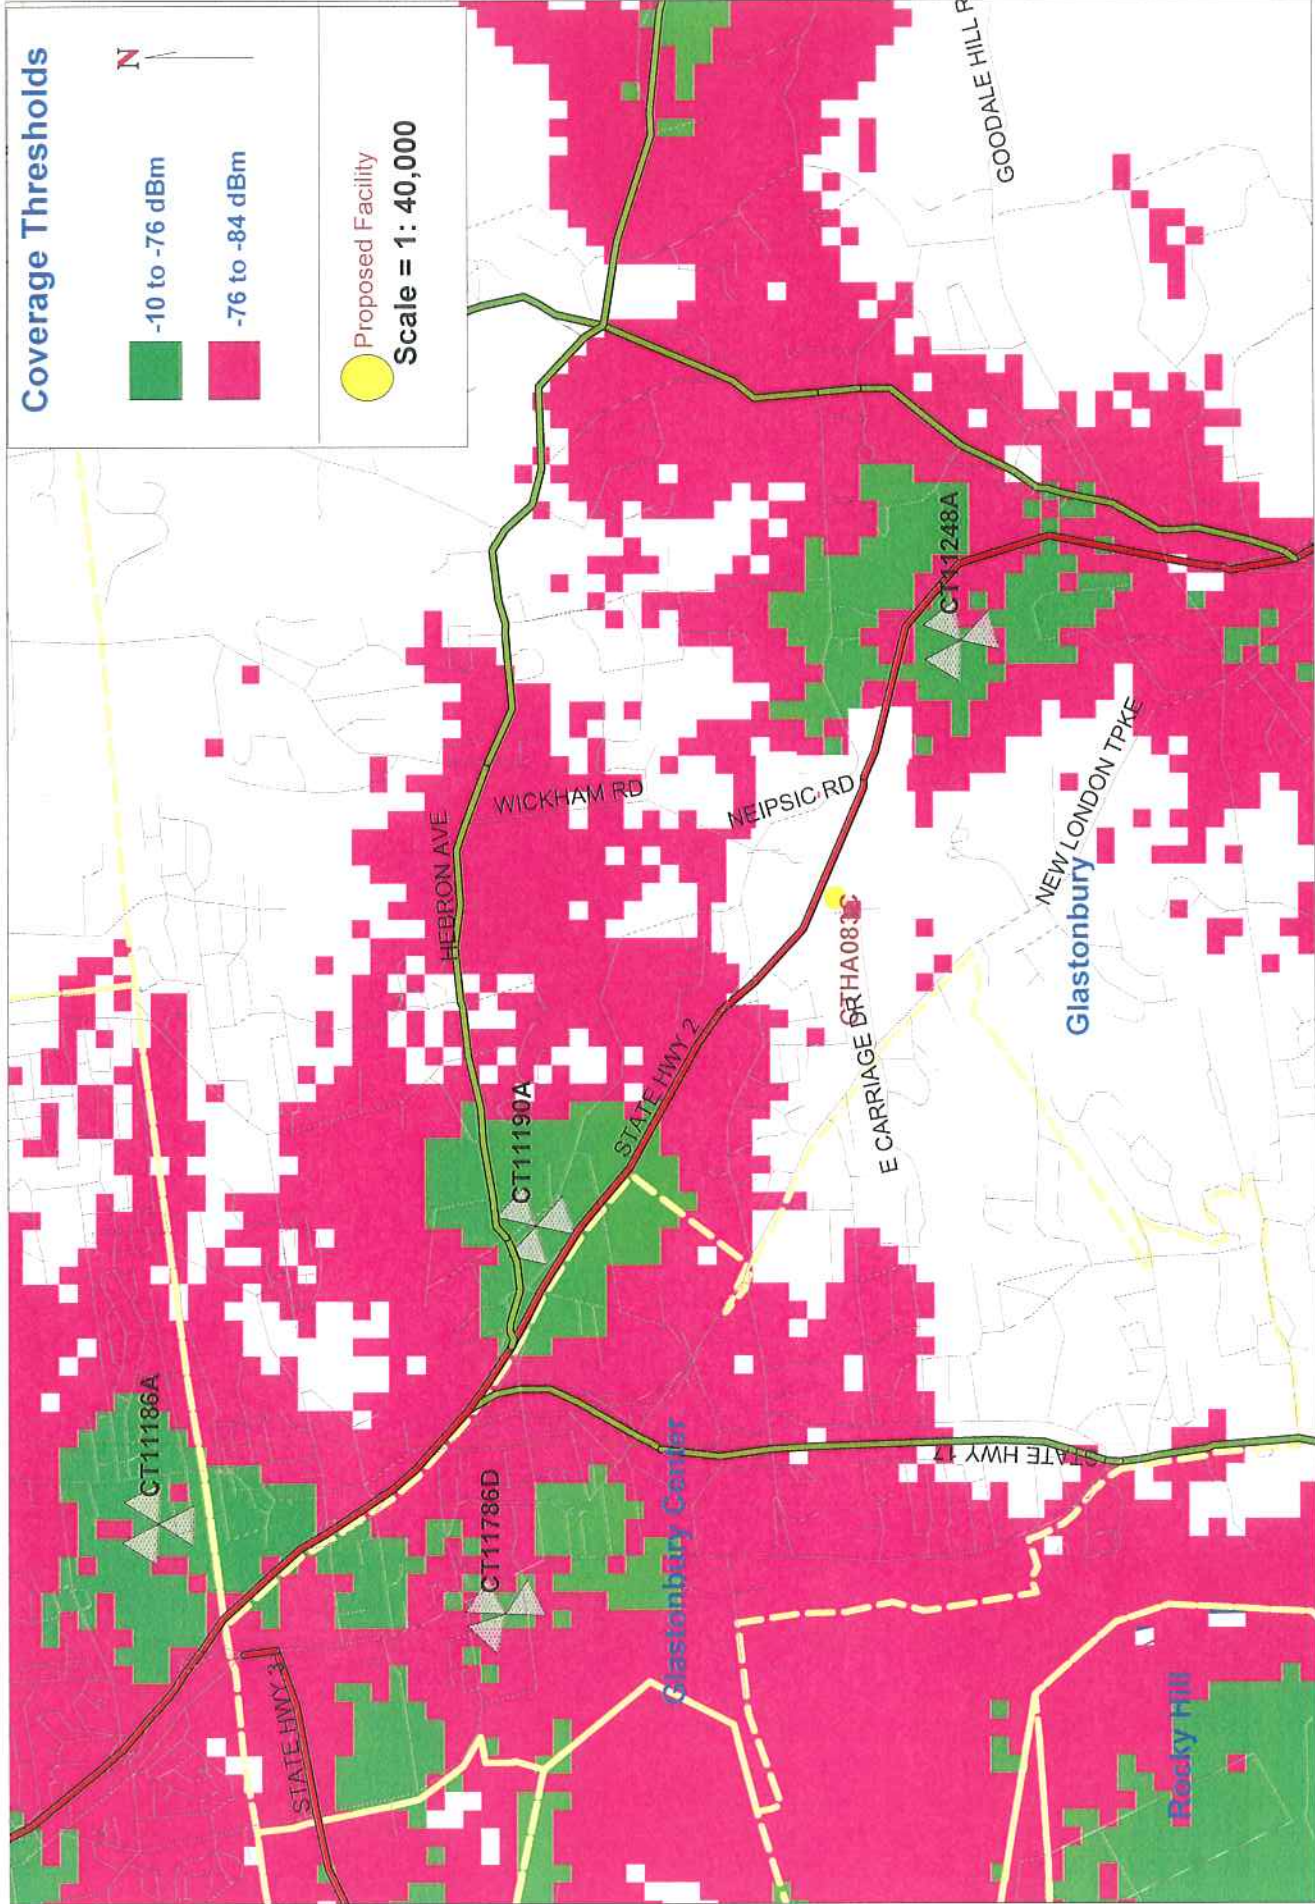 Coverage Thresholds
N
-10 to -76 dBm
-76 to -84 dBm
Proposed Facility
Scale = 1: 40,000
CT11186A
CT11786D
CT11190A
CT11248A
HEBRON AVE
WICKHAM RD
NEIPSIC RD
STATE HWY 2
STATE HWY 3
STATE HWY 17
E CARRIAGE DR
NEW LONDON TPKE
GOODALE HILL R
Glastonbury Center
Glastonbury
Rocky Hill